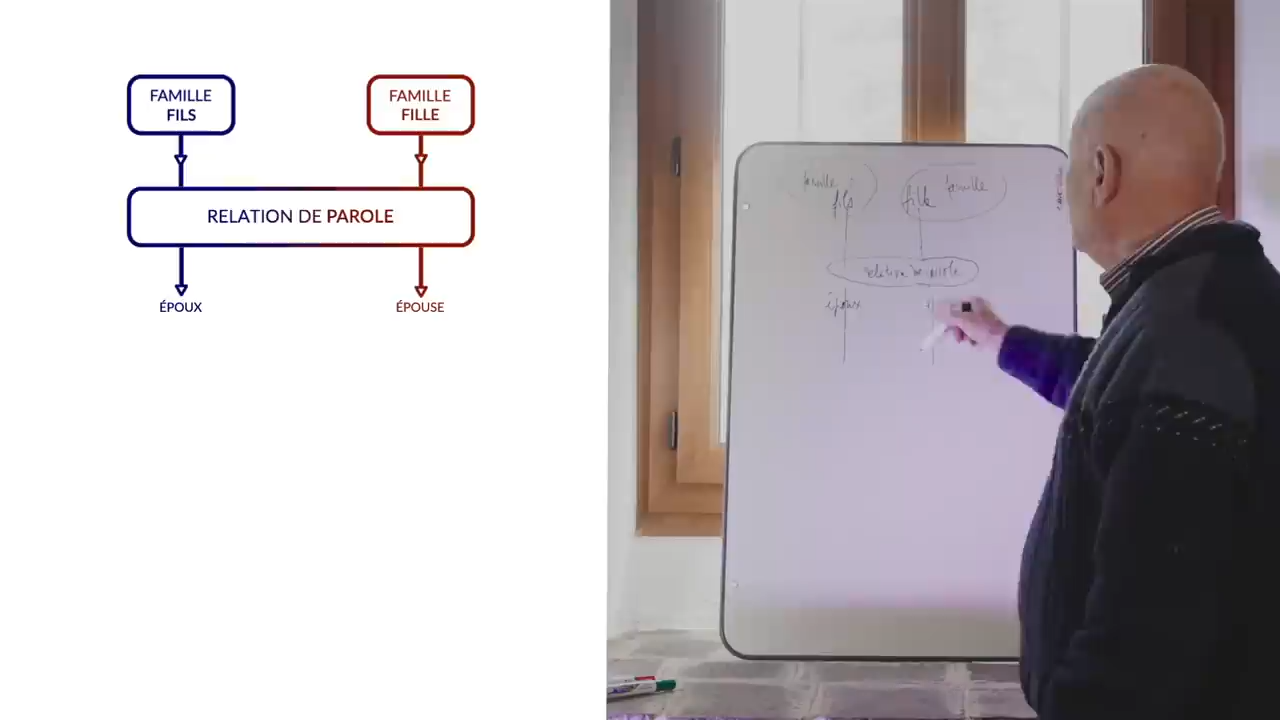 FAMILLE
FILS
FAMILLE
FILLE
RELATION DE PAROLE
ÉPOUX
ÉPOUSE
famille
fils
famille
fille
relation de parole
époux